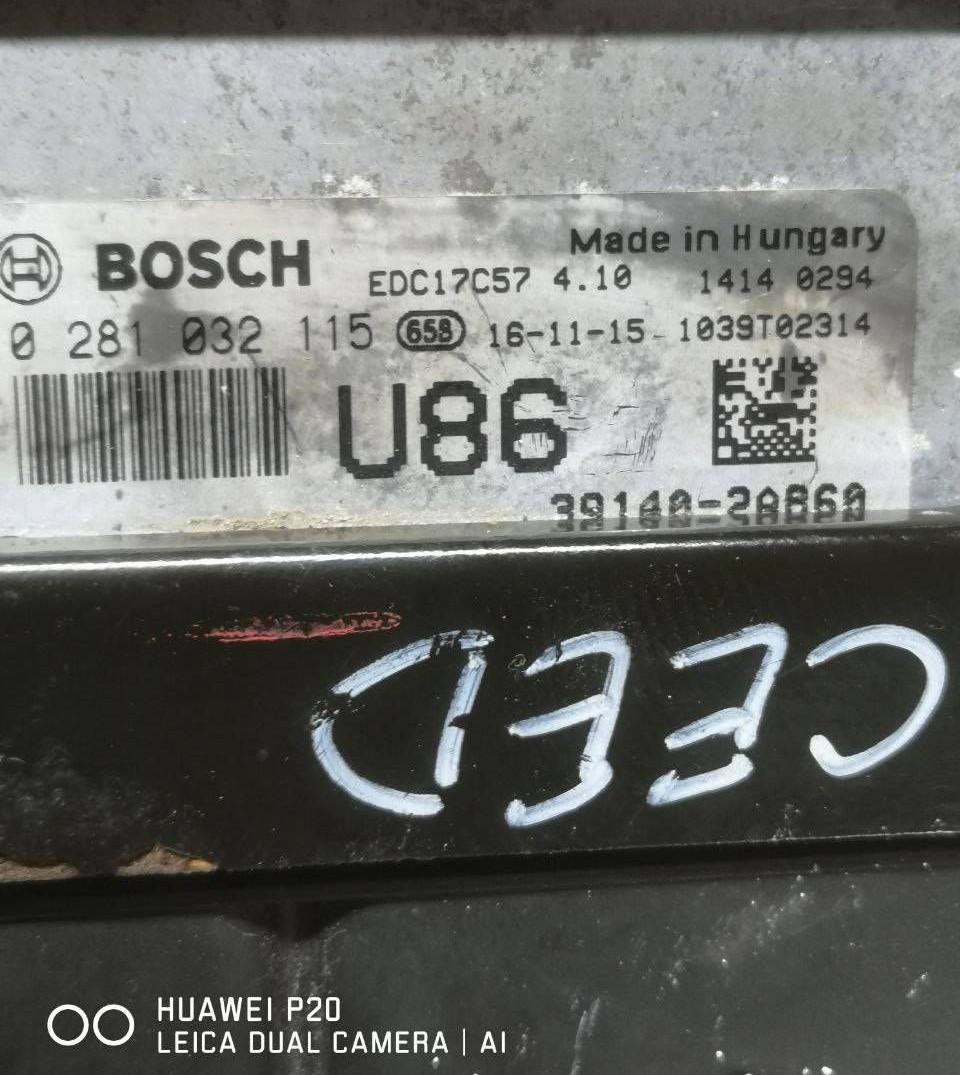 BOSCH
Made in Hungary
EDC17C57 4.10 1414 0294
0 281 032 115 658 16-11-15 1039T02314
U86
39140-2A860
CEED
HUAWEI P20
LEICA DUAL CAMERA | AI